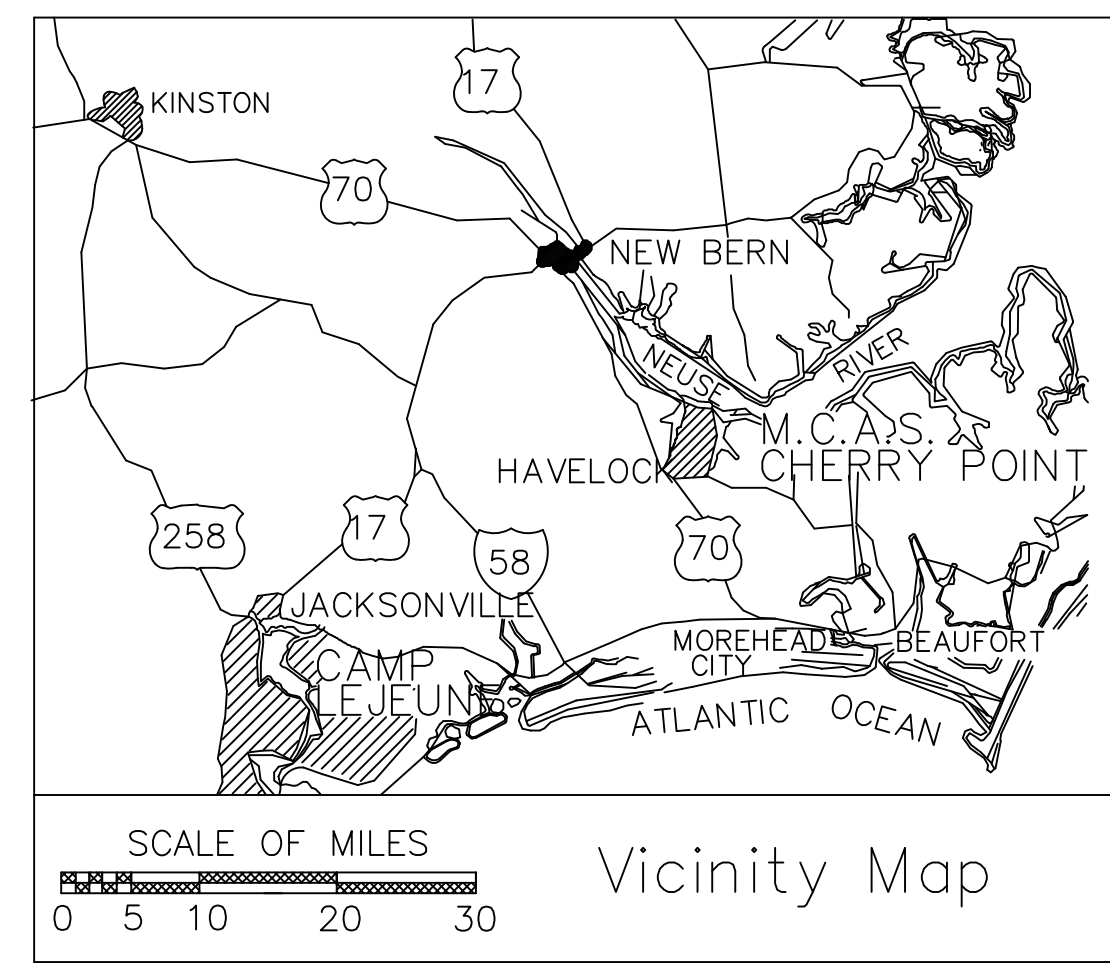 17
KINSTON
70
NEW BERN
NEUSE
RIVER
M.C.A.S.
CHERRY POINT
HAVELOCK
258
17
58
70
JACKSONVILLE
MOREHEAD
CITY
BEAUFORT
CAMP
LEJEUN
ATLANTIC OCEAN
SCALE OF MILES
0 5 10 20 30
Vicinity Map